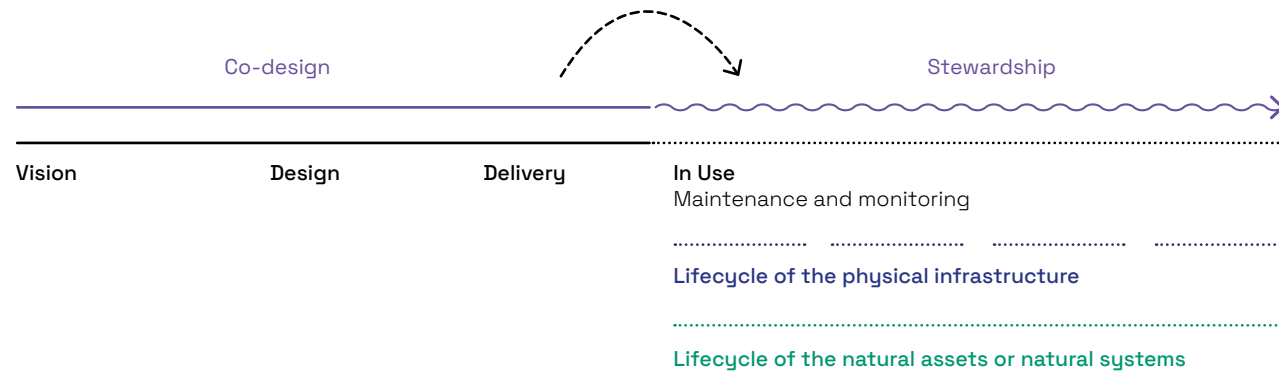 Co-design
Stewardship
Vision
Design
Delivery
In Use
Maintenance and monitoring
Lifecycle of the physical infrastructure
Lifecycle of the natural assets or natural systems